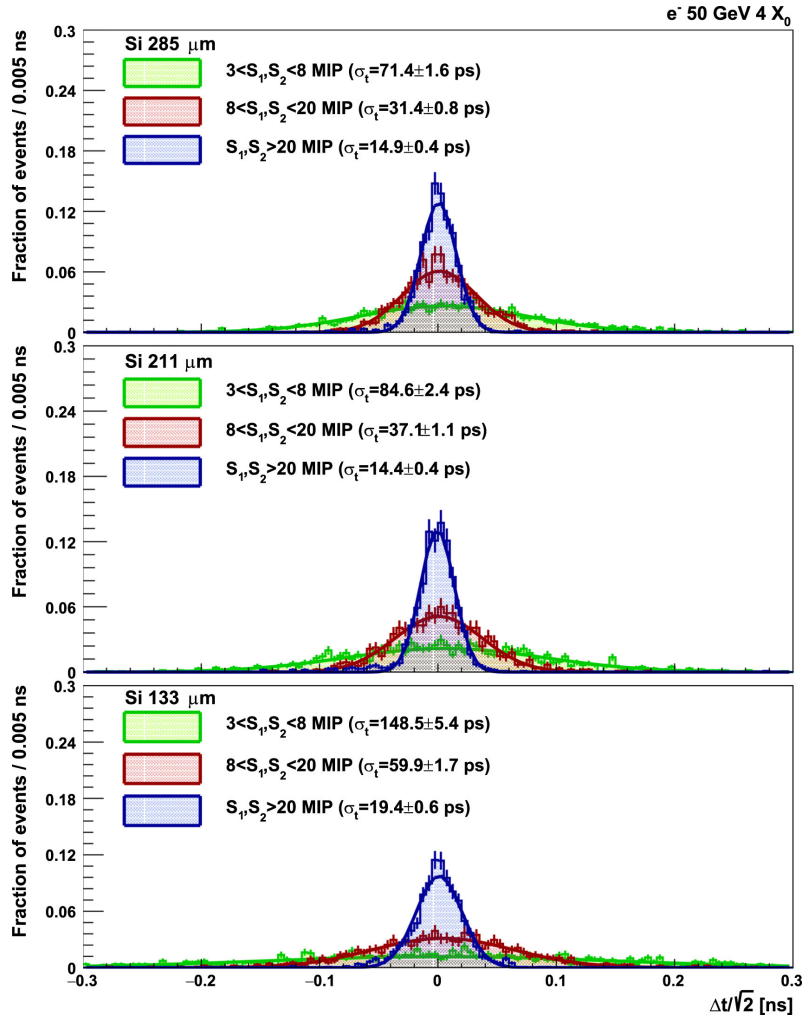 e⁻ 50 GeV 4 X₀
Fraction of events / 0.005 ns
0.3
0.24
0.18
0.12
0.06
0
Si 285 μm
3<S₁,S₂<8 MIP (σₜ=71.4±1.6 ps)
8<S₁,S₂<20 MIP (σₜ=31.4±0.8 ps)
S₁,S₂>20 MIP (σₜ=14.9±0.4 ps)
Fraction of events / 0.005 ns
0.3
0.24
0.18
0.12
0.06
0
Si 211 μm
3<S₁,S₂<8 MIP (σₜ=84.6±2.4 ps)
8<S₁,S₂<20 MIP (σₜ=37.1±1.1 ps)
S₁,S₂>20 MIP (σₜ=14.4±0.4 ps)
Fraction of events / 0.005 ns
0.3
0.24
0.18
0.12
0.06
0
Si 133 μm
3<S₁,S₂<8 MIP (σₜ=148.5±5.4 ps)
8<S₁,S₂<20 MIP (σₜ=59.9±1.7 ps)
S₁,S₂>20 MIP (σₜ=19.4±0.6 ps)
−0.3 −0.2 −0.1 0 0.1 0.2 0.3
Δt/√2 [ns]